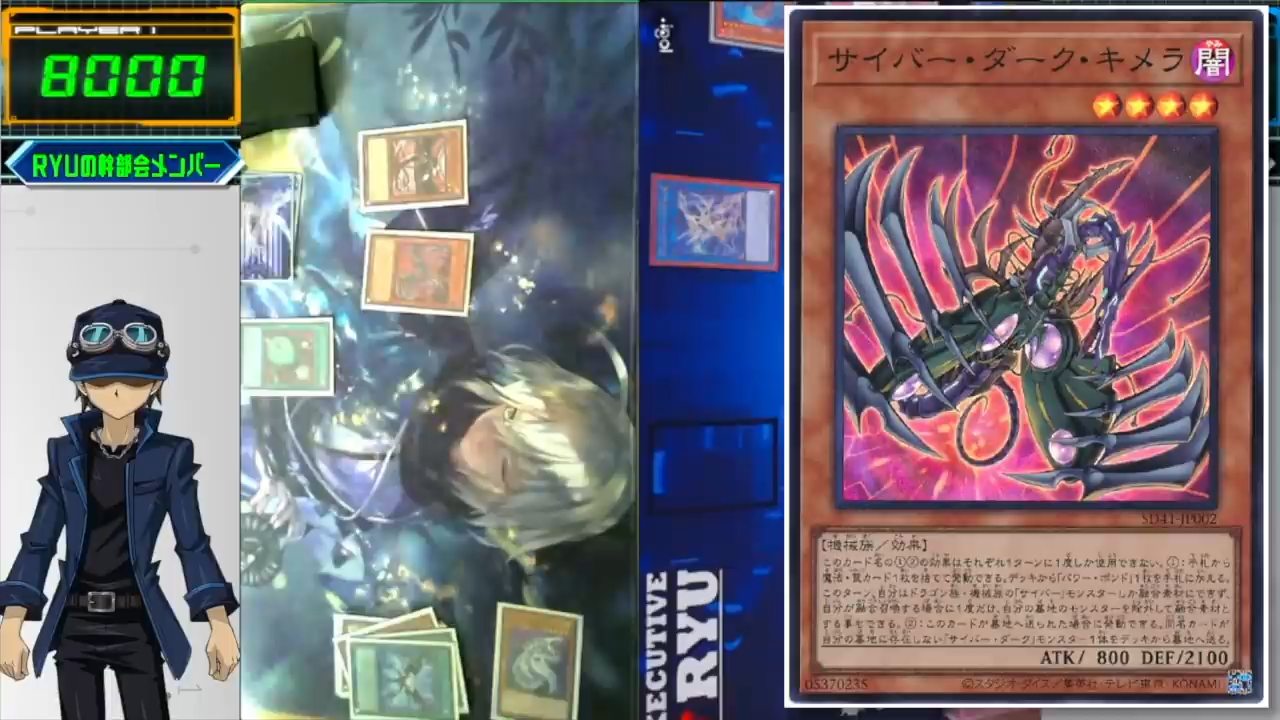 PLAYER 1
8000
RYUの幹部会メンバー
EXECUTIVE
RYU
サイバー・ダーク・キメラ
闇
SD41-JP002
【機械族／効果】
このカード名の①②の効果はそれぞれ1ターンに1度しか使用できない。①：手札から
魔法・罠カード1枚を捨てて発動できる。デッキから「パワー・ボンド」1枚を手札に加える。
このターン、自分はドラゴン族・機械族の「サイバー」モンスターしか融合素材にできず、
自分が融合召喚する場合に1度だけ、自分の墓地のモンスターを除外して融合素材と
する事もできる。②：このカードが墓地へ送られた場合に発動できる。同名カードが
自分の墓地に存在しない「サイバー・ダーク」モンスター1体をデッキから墓地へ送る。
ATK/ 800 DEF/2100
05370235
©スタジオ・ダイス／集英社・テレビ東京・KONAMI